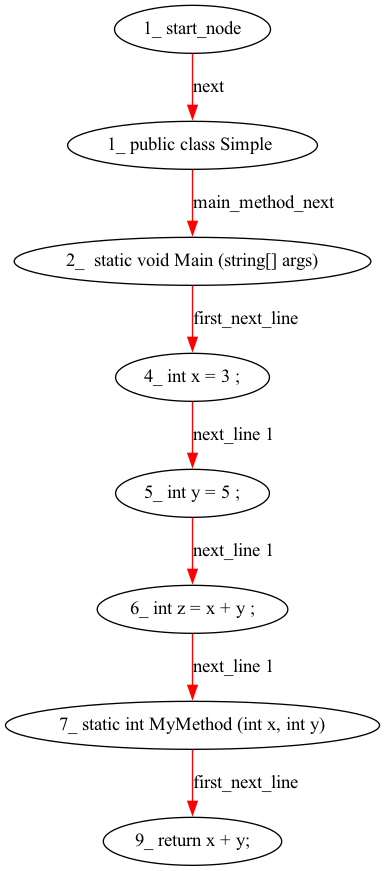 1_ start_node
next
1_ public class Simple
main_method_next
2_  static void Main (string[] args)
first_next_line
4_ int x = 3 ;
next_line 1
5_ int y = 5 ;
next_line 1
6_ int z = x + y ;
next_line 1
7_ static int MyMethod (int x, int y)
first_next_line
9_ return x + y;